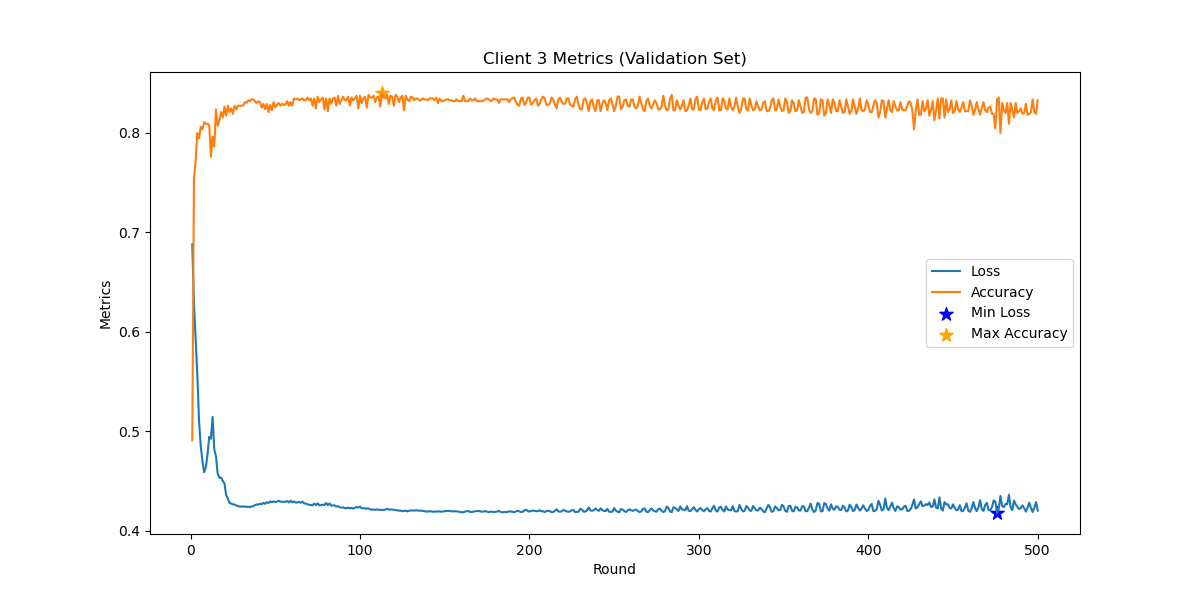 Client 3 Metrics (Validation Set)
Metrics
0.8
0.7
0.6
0.5
0.4
Loss
Accuracy
Min Loss
Max Accuracy
0 100 200 300 400 500
Round